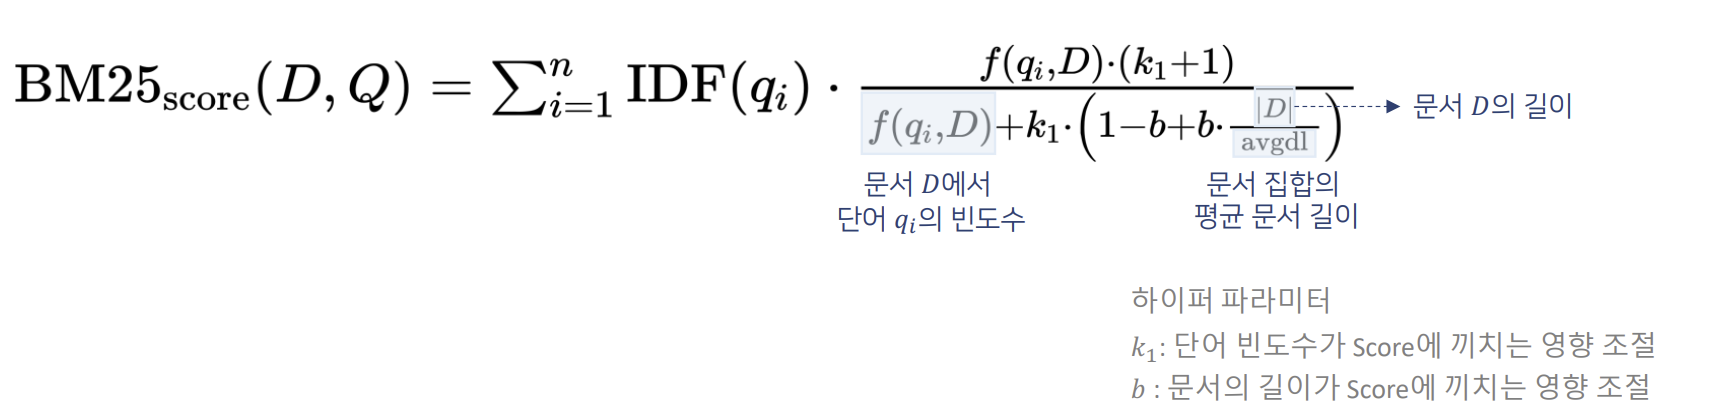 BM25score(D, Q) = ∑ⁿᵢ₌₁ IDF(qᵢ) · f(qᵢ,D)·(k₁+1) / f(qᵢ,D)+k₁·(1−b+b·|D|/avgdl)
문서 D의 길이
문서 D에서
단어 qᵢ의 빈도수
문서 집합의
평균 문서 길이
하이퍼 파라미터
k₁: 단어 빈도수가 Score에 끼치는 영향 조절
b : 문서의 길이가 Score에 끼치는 영향 조절